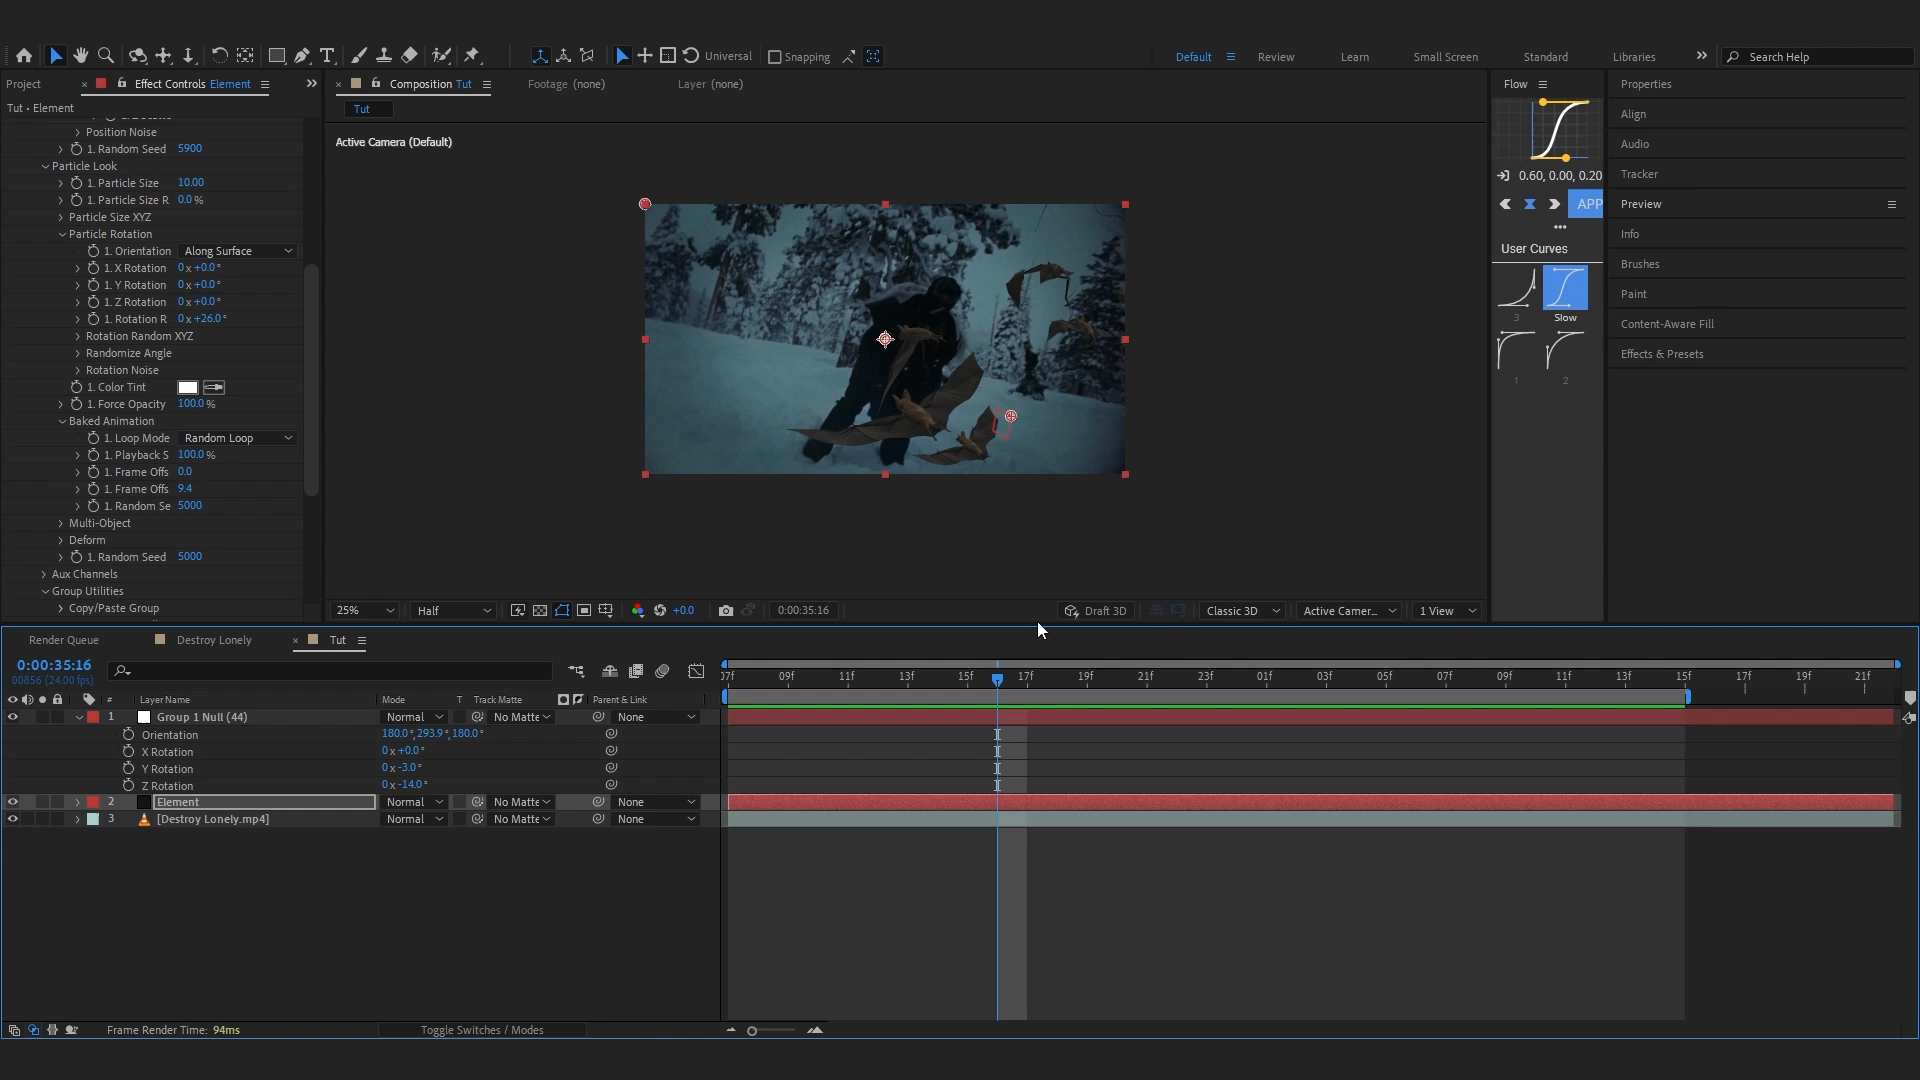 Universal
Snapping
Default
Review
Learn
Small Screen
Standard
Libraries
Search Help
Project
Effect Controls Element
Composition Tut
Footage (none)
Layer (none)
Flow
Properties
Tut • Element
Tut
Align
Position Noise
Active Camera (Default)
Audio
1. Random Seed 5900
Particle Look
0.60, 0.00, 0.20
Tracker
1. Particle Size 10.00
1. Particle Size R 0.0 %
APP
Preview
Particle Size XYZ
Particle Rotation
Info
1. Orientation Along Surface
User Curves
1. X Rotation 0 x +0.0 °
Brushes
1. Y Rotation 0 x +0.0 °
Paint
1. Z Rotation 0 x +0.0 °
3 Slow
1. Rotation R 0 x +26.0 °
Content-Aware Fill
Rotation Random XYZ
Randomize Angle
Effects & Presets
Rotation Noise
1 2
1. Color Tint
1. Force Opacity 100.0 %
Baked Animation
1. Loop Mode Random Loop
1. Playback S 100.0 %
1. Frame Offs 0.0
1. Frame Offs 9.4
1. Random Se 5000
Multi-Object
Deform
1. Random Seed 5000
Aux Channels
Group Utilities
Copy/Paste Group
25%
Half
+0.0
0:00:35:16
Draft 3D
Classic 3D
Active Camer...
1 View
Render Queue
Destroy Lonely
Tut
0:00:35:16
00856 (24.00 fps)
07f 09f 11f 13f 15f 17f 19f 21f 23f 01f 03f 05f 07f 09f 11f 13f 15f 17f 19f 21f
# Layer Name Mode T Track Matte Parent & Link
1 Group 1 Null (44) Normal No Matte None
Orientation 180.0 °, 293.9 °, 180.0 °
X Rotation 0 x +0.0 °
Y Rotation 0 x -3.0 °
Z Rotation 0 x -14.0 °
2 Element Normal No Matte None
3 [Destroy Lonely.mp4] Normal No Matte None
Frame Render Time: 94ms
Toggle Switches / Modes